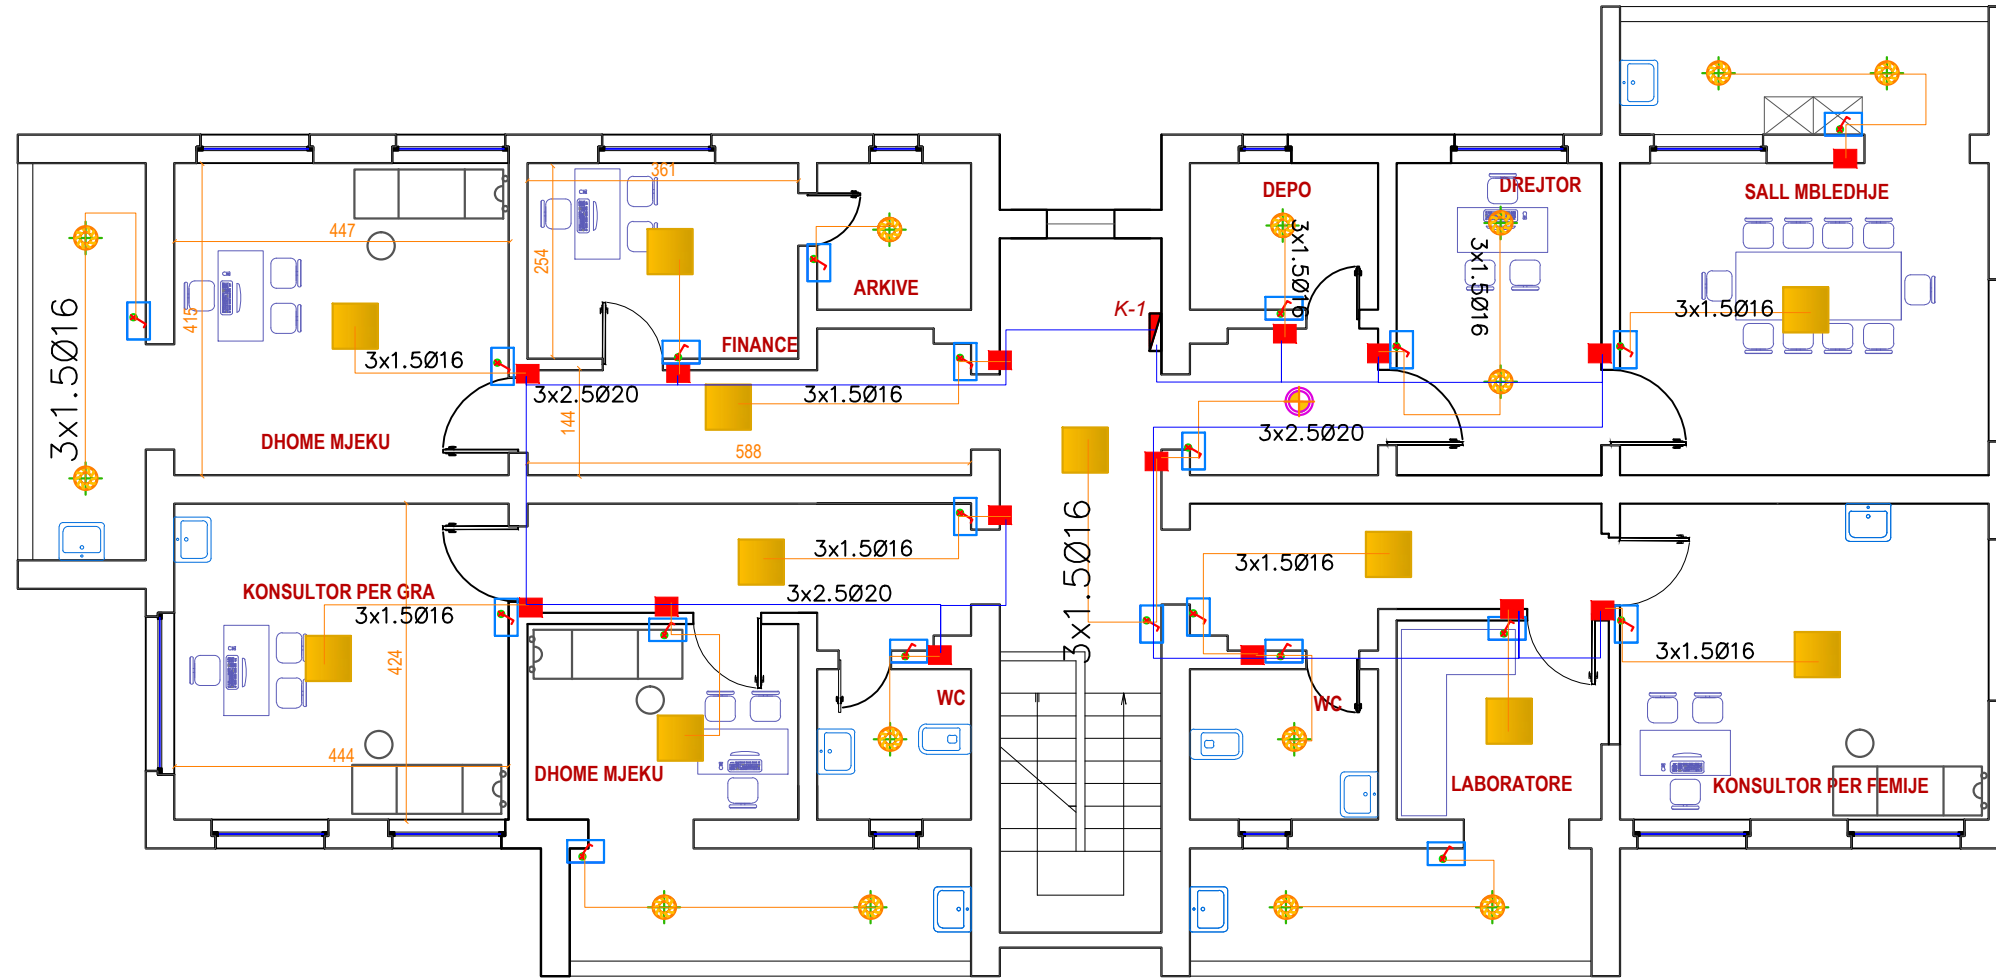 DEPO
DREJTOR
SALL MBLEDHJE
361
447
254
3x1.5Ø16
3x1.5Ø16
ARKIVE
K-1
3x1.5Ø16
415
3x1.5Ø16
FINANCE
3x1.5Ø16
3x2.5Ø20
3x1.5Ø16
144
3x2.5Ø20
DHOME MJEKU
588
3x1.5Ø16
3x1.5Ø16
3x1.5Ø16
KONSULTOR PER GRA
3x2.5Ø20
3x1.5Ø16
424
3x1.5Ø16
WC
WC
444
DHOME MJEKU
LABORATORE
KONSULTOR PER FEMIJE